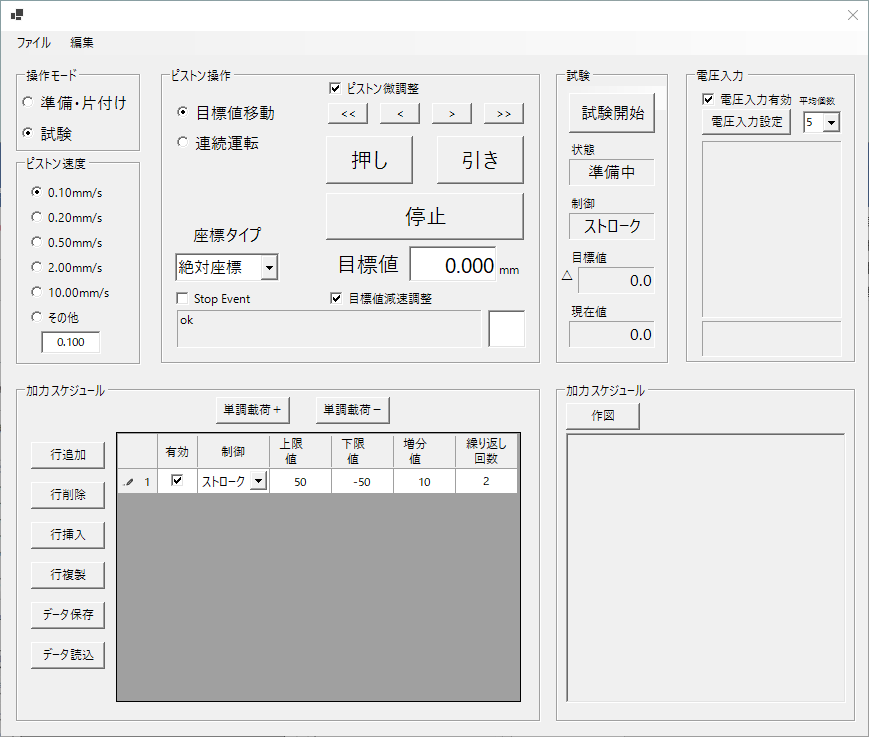 ファイル 編集
操作モード
準備・片付け
試験
ピストン速度
0.10mm/s
0.20mm/s
0.50mm/s
2.00mm/s
10.00mm/s
その他
0.100
ピストン操作
目標値移動
連続運転
ピストン微調整
<< < > >>
押し 引き
停止
座標タイプ
絶対座標
目標値 0.000 mm
Stop Event
目標値減速調整
ok
試験
試験開始
状態
準備中
制御
ストローク
目標値
△ 0.0
現在値
0.0
電圧入力
電圧入力有効 平均個数
電圧入力設定 5
加力スケジュール
単調載荷+ 単調載荷-
行追加
行削除
行挿入
行複製
データ保存
データ読込
有効 制御 上限値 下限値 増分値 繰り返し回数
1 ストローク 50 -50 10 2
加力スケジュール
作図